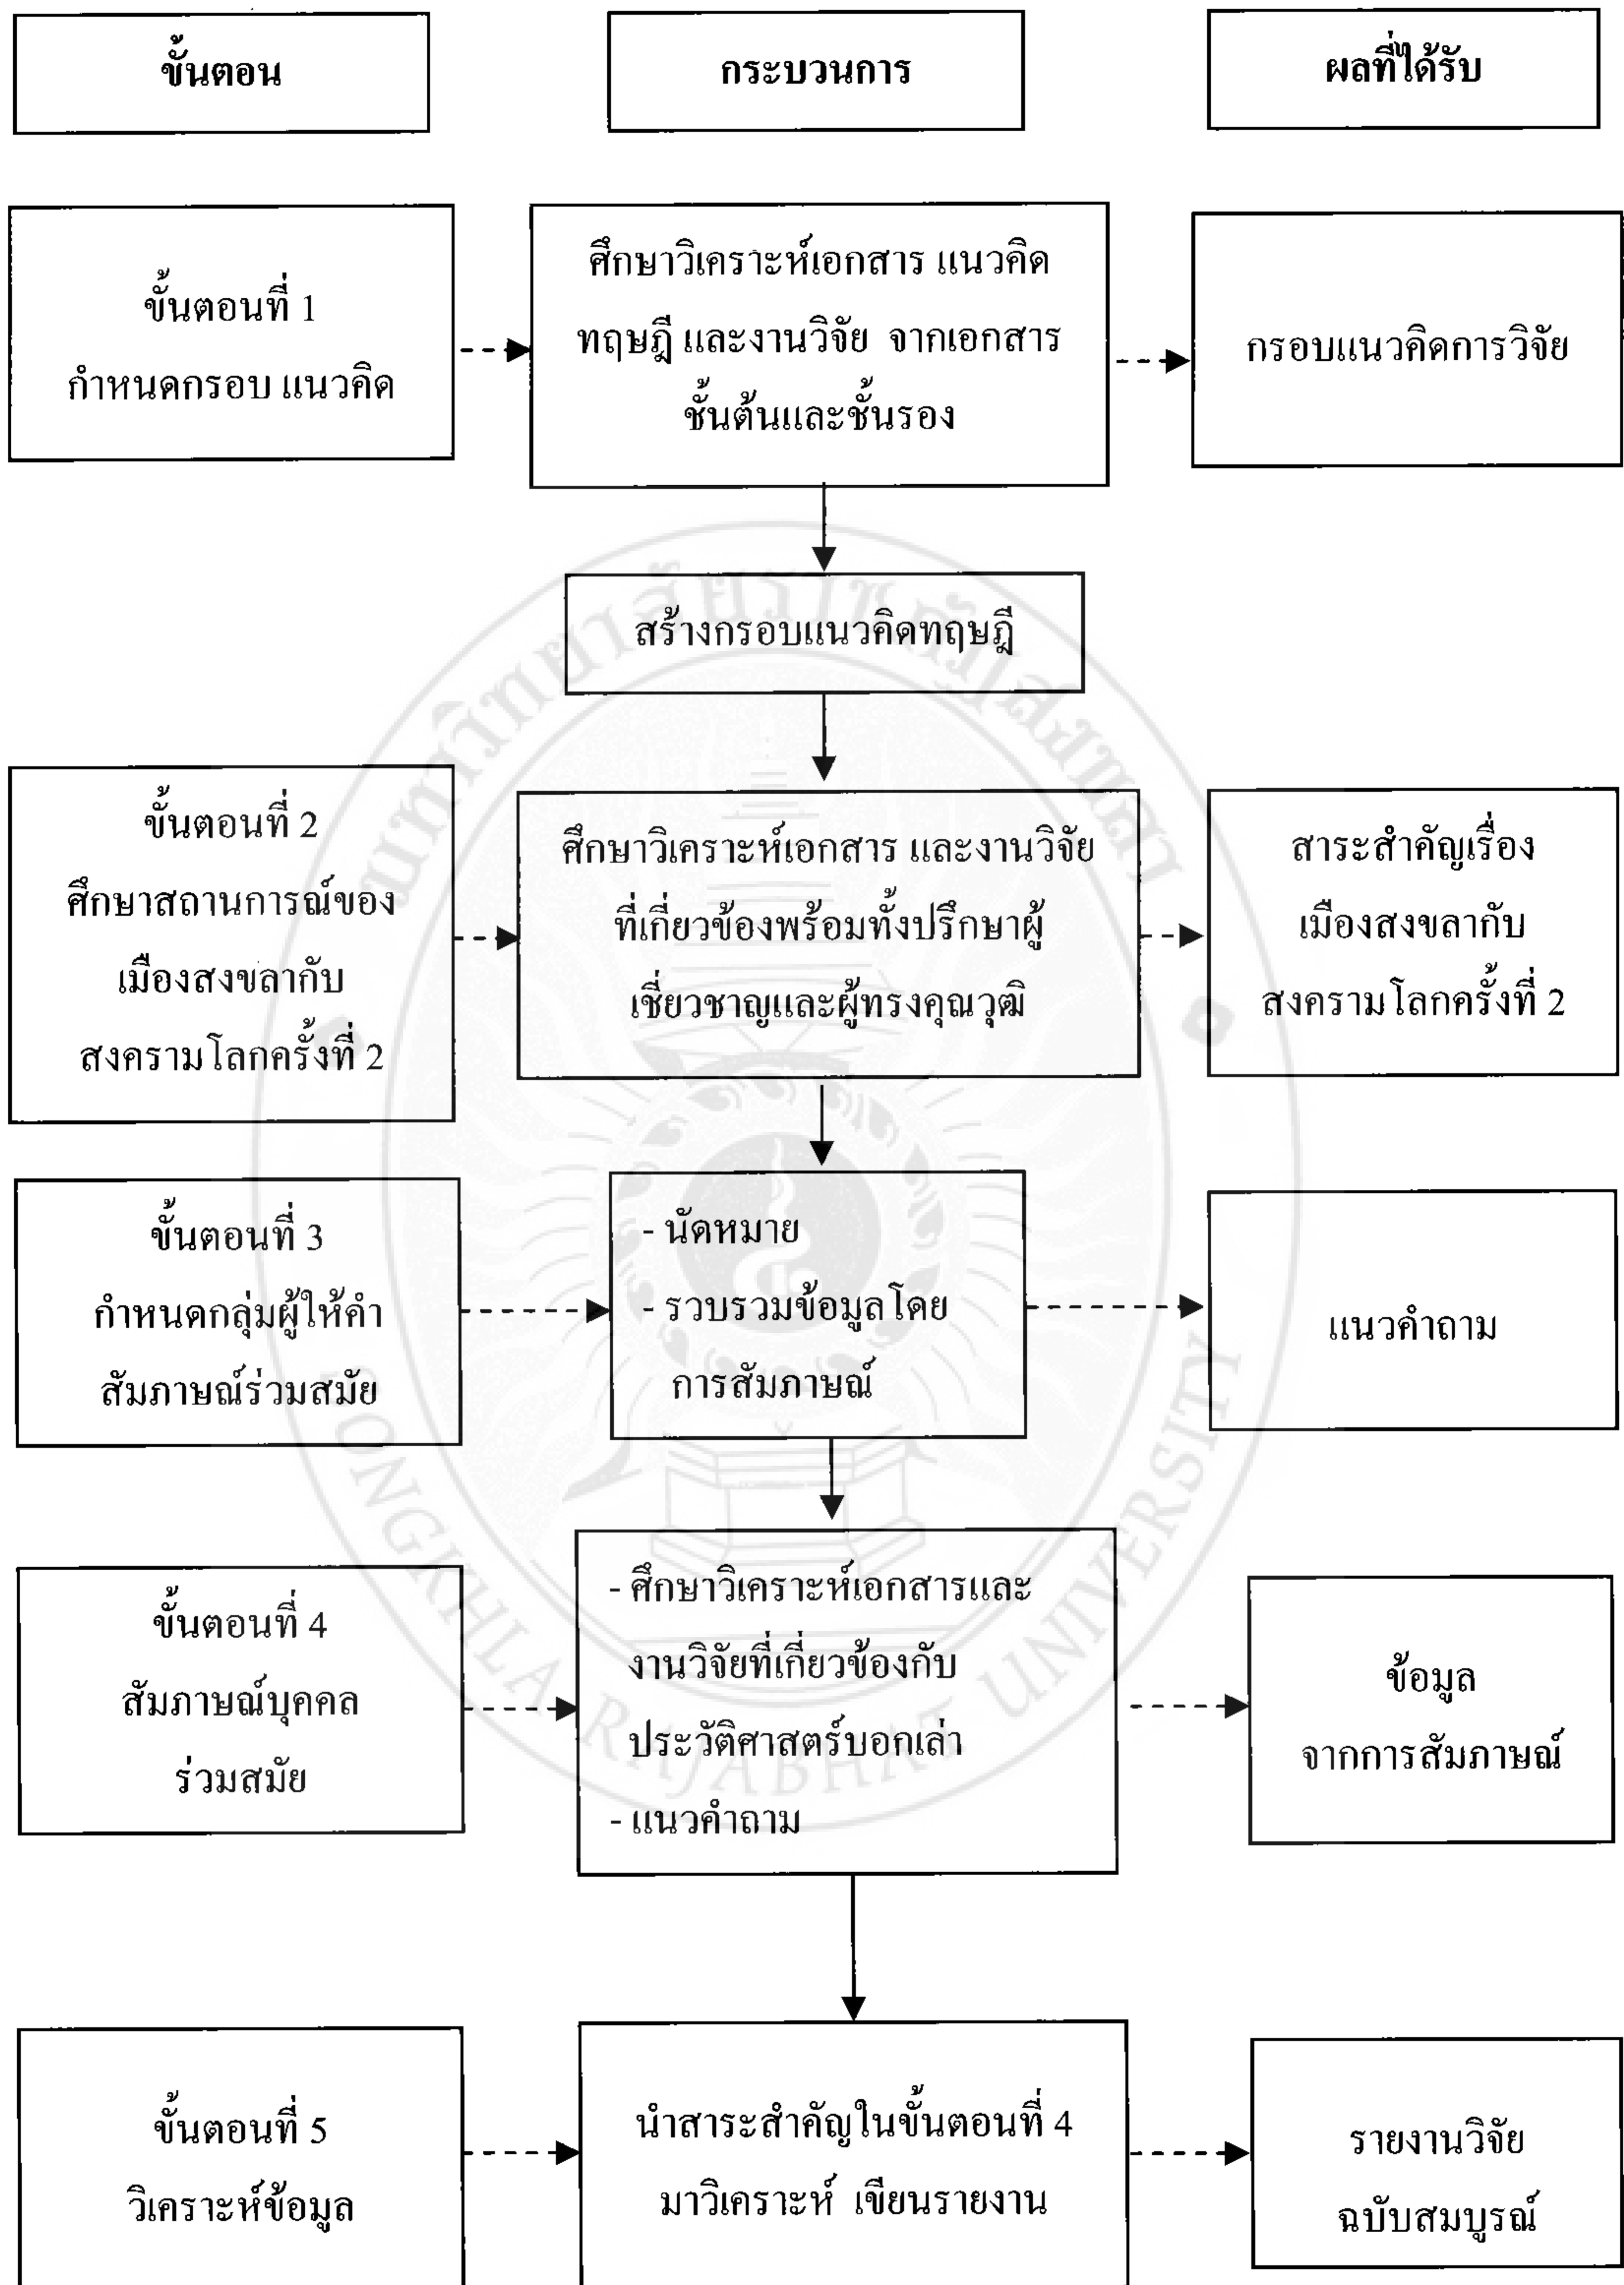 ขั้นตอน
กระบวนการ
ผลที่ได้รับ
ขั้นตอนที่ 1
กำหนดกรอบ แนวคิด
ศึกษาวิเคราะห์เอกสาร แนวคิด
ทฤษฎี และงานวิจัย จากเอกสาร
ชั้นต้นและชั้นรอง
กรอบแนวคิดการวิจัย
สร้างกรอบแนวคิดทฤษฎี
ขั้นตอนที่ 2
ศึกษาสถานการณ์ของ
เมืองสงขลากับ
สงครามโลกครั้งที่ 2
ศึกษาวิเคราะห์เอกสาร และงานวิจัย
ที่เกี่ยวข้องพร้อมทั้งปรึกษาผู้
เชี่ยวชาญและผู้ทรงคุณวุฒิ
สาระสำคัญเรื่อง
เมืองสงขลากับ
สงครามโลกครั้งที่ 2
ขั้นตอนที่ 3
กำหนดกลุ่มผู้ให้คำ
สัมภาษณ์ร่วมสมัย
- นัดหมาย
- รวบรวมข้อมูลโดย
การสัมภาษณ์
แนวคำถาม
ขั้นตอนที่ 4
สัมภาษณ์บุคคล
ร่วมสมัย
- ศึกษาวิเคราะห์เอกสารและ
งานวิจัยที่เกี่ยวข้องกับ
ประวัติศาสตร์บอกเล่า
- แนวคำถาม
ข้อมูล
จากการสัมภาษณ์
ขั้นตอนที่ 5
วิเคราะห์ข้อมูล
นำสาระสำคัญในขั้นตอนที่ 4
มาวิเคราะห์ เขียนรายงาน
รายงานวิจัย
ฉบับสมบูรณ์
มหาวิทยาลัยราชภัฏสงขลา
SONGKHLA RAJABHAT UNIVERSITY